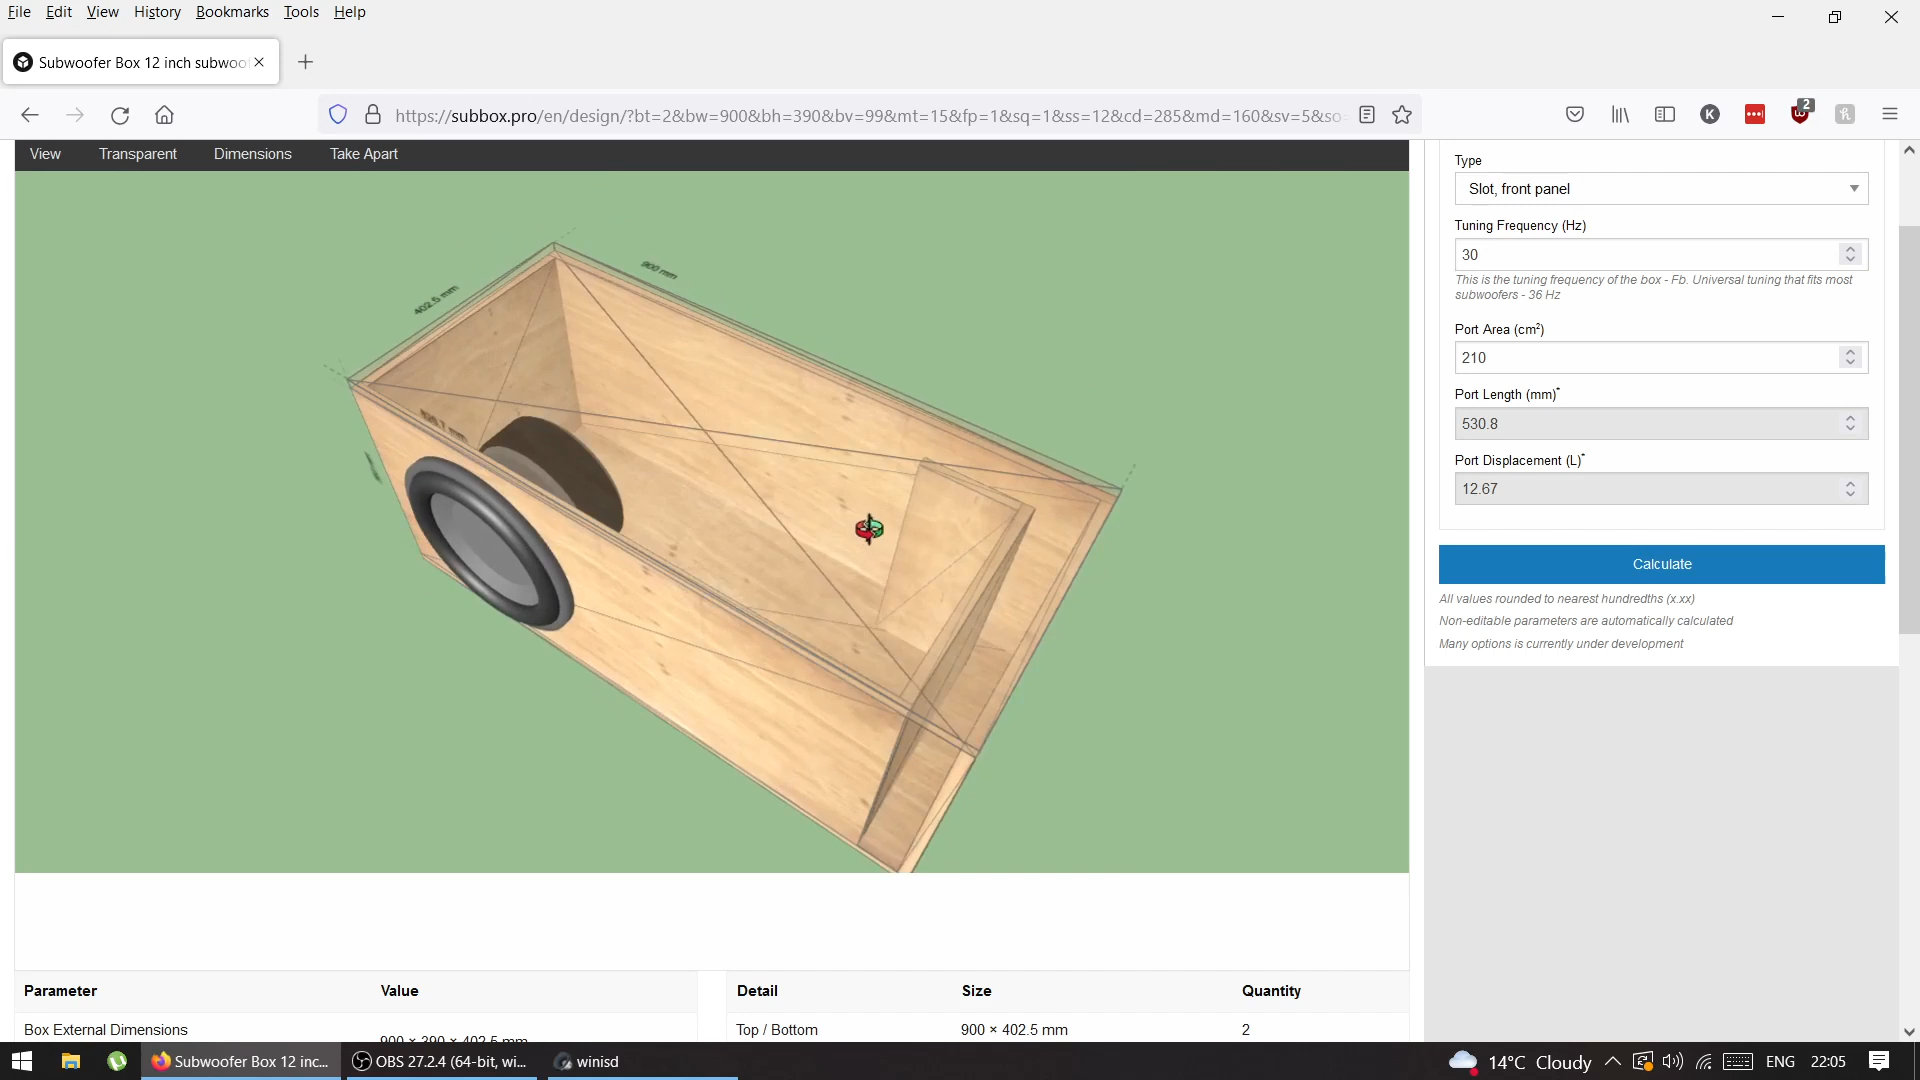 File Edit View History Bookmarks Tools Help
Subwoofer Box 12 inch subwoo
https://subbox.pro/en/design/?bt=2&bw=900&bh=390&bv=99&mt=15&fp=1&sq=1&ss=12&cd=285&md=160&sv=5&so=
2
View Transparent Dimensions Take Apart
900 mm
402.5 mm
Type
Slot, front panel
Tuning Frequency (Hz)
30
This is the tuning frequency of the box - Fb. Universal tuning that fits most
subwoofers - 36 Hz
Port Area (cm²)
210
Port Length (mm)*
530.8
Port Displacement (L)*
12.67
Calculate
All values rounded to nearest hundredths (x.xx)
Non-editable parameters are automatically calculated
Many options is currently under development
Parameter Value
Box External Dimensions
900 × 390 × 402.5 mm
Detail Size Quantity
Top / Bottom 900 × 402.5 mm 2
Subwoofer Box 12 inc... OBS 27.2.4 (64-bit, wi... winisd
14°C Cloudy ENG 22:05